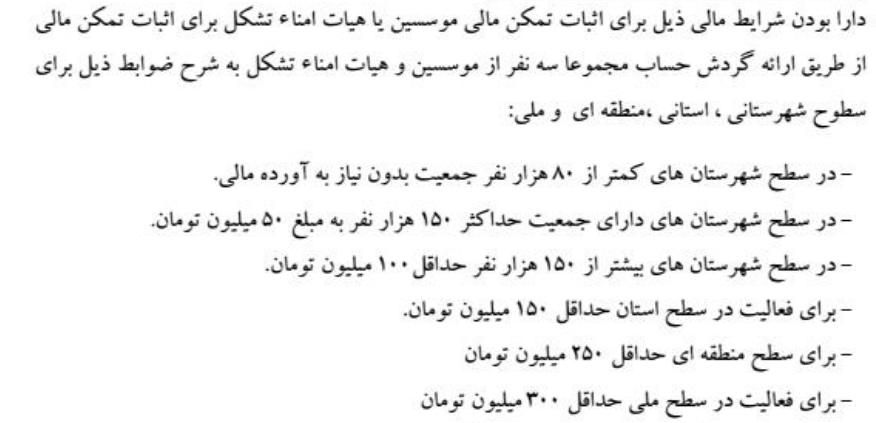 دارا بودن شرایط مالی ذیل برای اثبات تمکن مالی موسسین یا هیات امناء تشکل برای اثبات تمکن مالی
از طریق ارائه گردش حساب مجموعا سه نفر از موسسین و هیات امناء تشکل به شرح ضوابط ذیل برای
سطوح شهرستانی ، استانی ،منطقه ای و ملی:
- در سطح شهرستان های کمتر از ۸۰ هزار نفر جمعیت بدون نیاز به آورده مالی.
- در سطح شهرستان های دارای جمعیت حداکثر ۱۵۰ هزار نفر به مبلغ ۵۰ میلیون تومان.
- در سطح شهرستان های بیشتر از ۱۵۰ هزار نفر حداقل ۱۰۰ میلیون تومان.
- برای فعالیت در سطح استان حداقل ۱۵۰ میلیون تومان.
- برای سطح منطقه ای حداقل ۲۵۰ میلیون تومان
- برای فعالیت در سطح ملی حداقل ۳۰۰ میلیون تومان